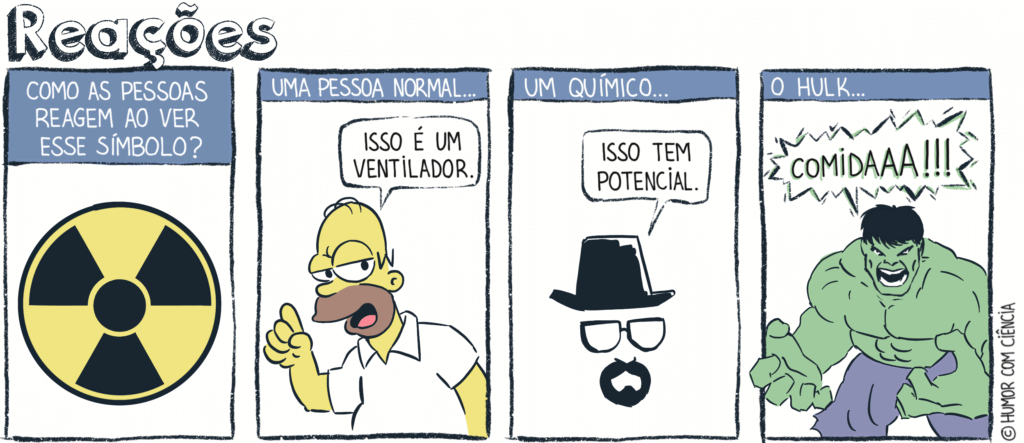 Reações
COMO AS PESSOAS
REAGEM AO VER
ESSE SÍMBOLO?
UMA PESSOA NORMAL...
ISSO É UM
VENTILADOR.
UM QUÍMICO...
ISSO TEM
POTENCIAL.
O HULK...
COMIDAAA!!!
© HUMOR COM CIÊNCIA